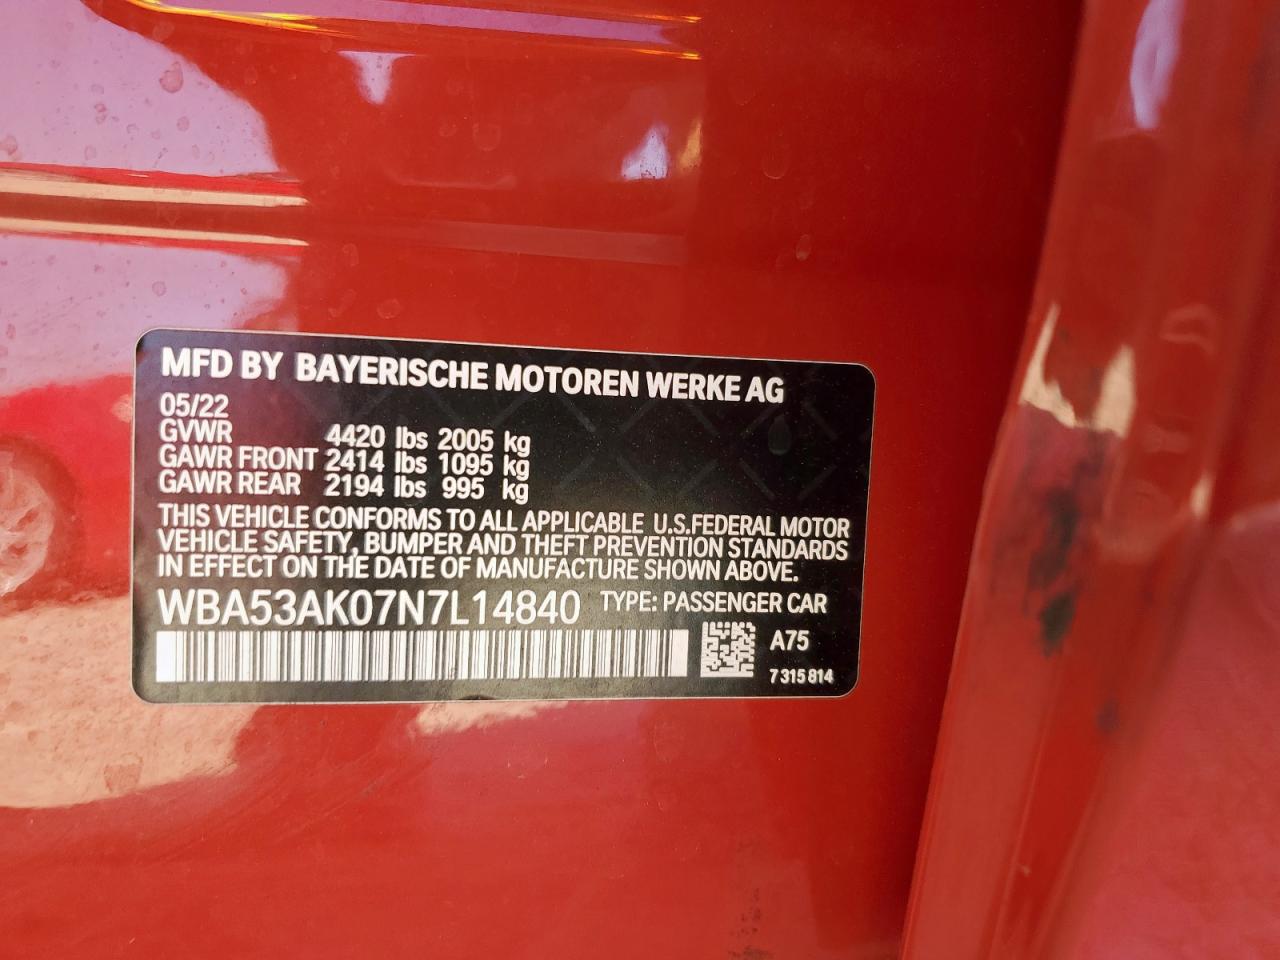 MFD BY BAYERISCHE MOTOREN WERKE AG
05/22
GVWR 4420 lbs 2005 kg
GAWR FRONT 2414 lbs 1095 kg
GAWR REAR 2194 lbs 995 kg
THIS VEHICLE CONFORMS TO ALL APPLICABLE U.S.FEDERAL MOTOR
VEHICLE SAFETY, BUMPER AND THEFT PREVENTION STANDARDS
IN EFFECT ON THE DATE OF MANUFACTURE SHOWN ABOVE.
WBA53AK07N7L14840 TYPE: PASSENGER CAR
A75
7 315 814